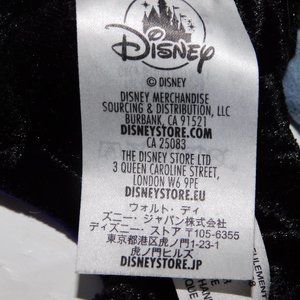 Disney
© DISNEY
DISNEY MERCHANDISE
SOURCING & DISTRIBUTION, LLC
BURBANK, CA 91521
DISNEYSTORE.COM
CA 25083
THE DISNEY STORE LTD
3 QUEEN CAROLINE STREET,
LONDON W6 9PE
DISNEYSTORE.EU
ウォルト・ディ
ズニー・ジャパン株式会社
ディズニー・ストア 〒105-6355
東京都港区虎ノ門1-23-1
虎ノ門ヒルズ
DISNEYSTORE.JP